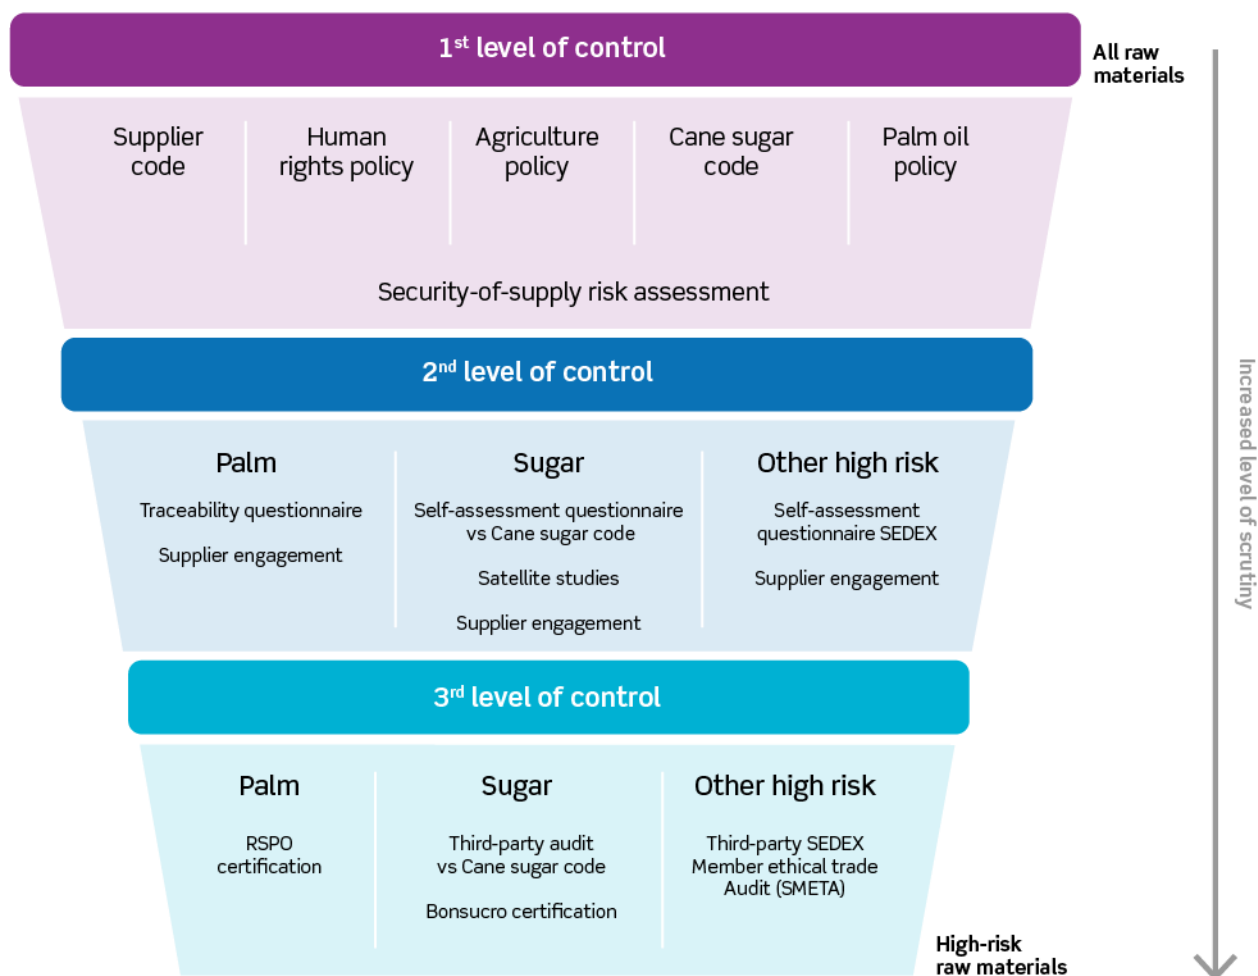 1st level of control
All raw
materials
Supplier
code
Human
rights policy
Agriculture
policy
Cane sugar
code
Palm oil
policy
Security-of-supply risk assessment
2nd level of control
Palm
Traceability questionnaire
Supplier engagement
Sugar
Self-assessment questionnaire
vs Cane sugar code
Satellite studies
Supplier engagement
Other high risk
Self-assessment
questionnaire SEDEX
Supplier engagement
3rd level of control
Palm
RSPO
certification
Sugar
Third-party audit
vs Cane sugar code
Bonsucro certification
Other high risk
Third-party SEDEX
Member ethical trade
Audit (SMETA)
High-risk
raw materials
Increased level of scrutiny